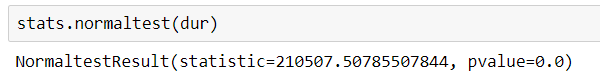 stats.normaltest(dur)
NormaltestResult(statistic=210507.50785507844, pvalue=0.0)